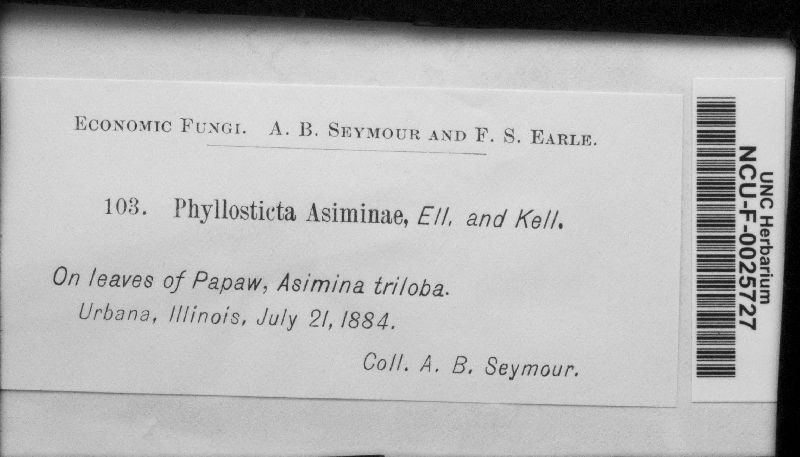 Economic Fungi. A. B. Seymour and F. S. Earle.
103. Phyllosticta Asiminae, Ell. and Kell.
On leaves of Papaw, Asimina triloba.
Urbana, Illinois, July 21, 1884.
Coll. A. B. Seymour.
UNC Herbarium
NCU-F-0025727